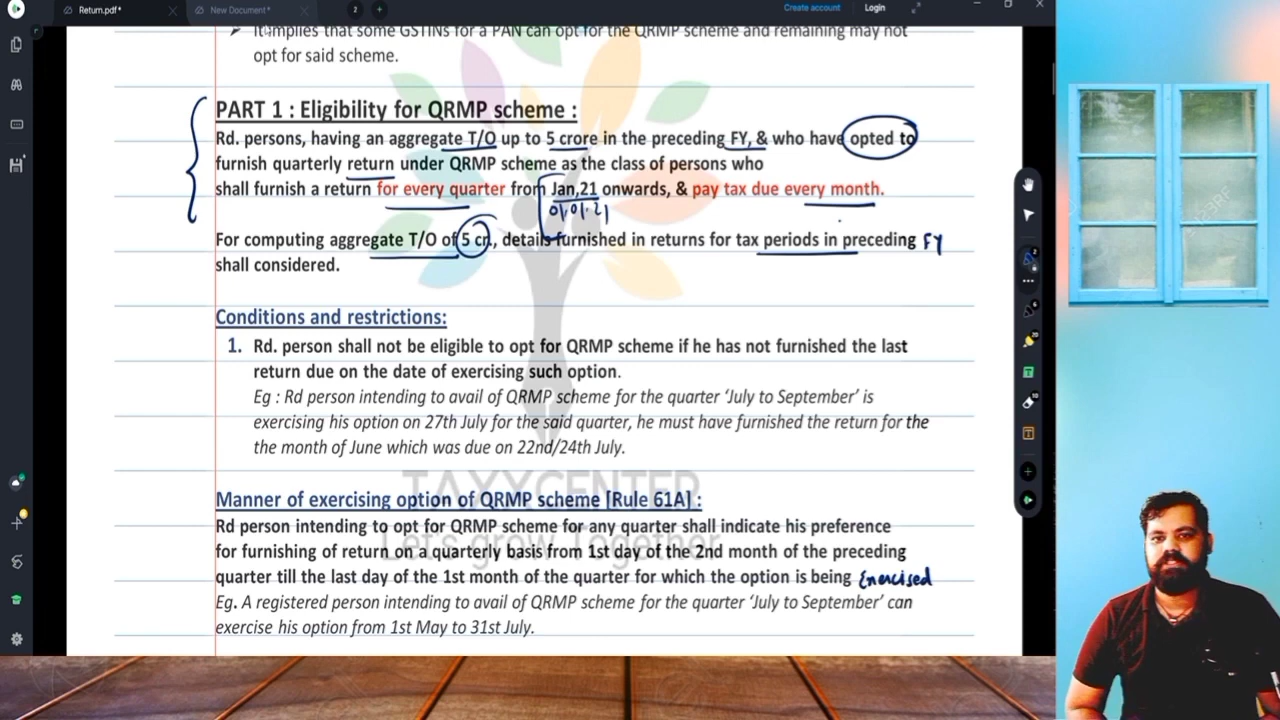 Return.pdf*
New Document*
2
Create account
Login
It implies that some GSTINs for a PAN can opt for the QRMP scheme and remaining may not
opt for said scheme.
PART 1 : Eligibility for QRMP scheme :
Rd. persons, having an aggregate T/O up to 5 crore in the preceding FY, & who have opted to
furnish quarterly return under QRMP scheme as the class of persons who
shall furnish a return for every quarter from Jan,21 onwards, & pay tax due every month.
01.01.21
For computing aggregate T/O of 5 cr., details furnished in returns for tax periods in preceding FY
shall considered.
Conditions and restrictions:
1. Rd. person shall not be eligible to opt for QRMP scheme if he has not furnished the last
return due on the date of exercising such option.
Eg : Rd person intending to avail of QRMP scheme for the quarter ‘July to September’ is
exercising his option on 27th July for the said quarter, he must have furnished the return for the
the month of June which was due on 22nd/24th July.
TAXXCENTER
Manner of exercising option of QRMP scheme [Rule 61A] :
Rd person intending to opt for QRMP scheme for any quarter shall indicate his preference
Let's grow Together
for furnishing of return on a quarterly basis from 1st day of the 2nd month of the preceding
quarter till the last day of the 1st month of the quarter for which the option is being Exercised
Eg. A registered person intending to avail of QRMP scheme for the quarter ‘July to September’ can
exercise his option from 1st May to 31st July.
123RF